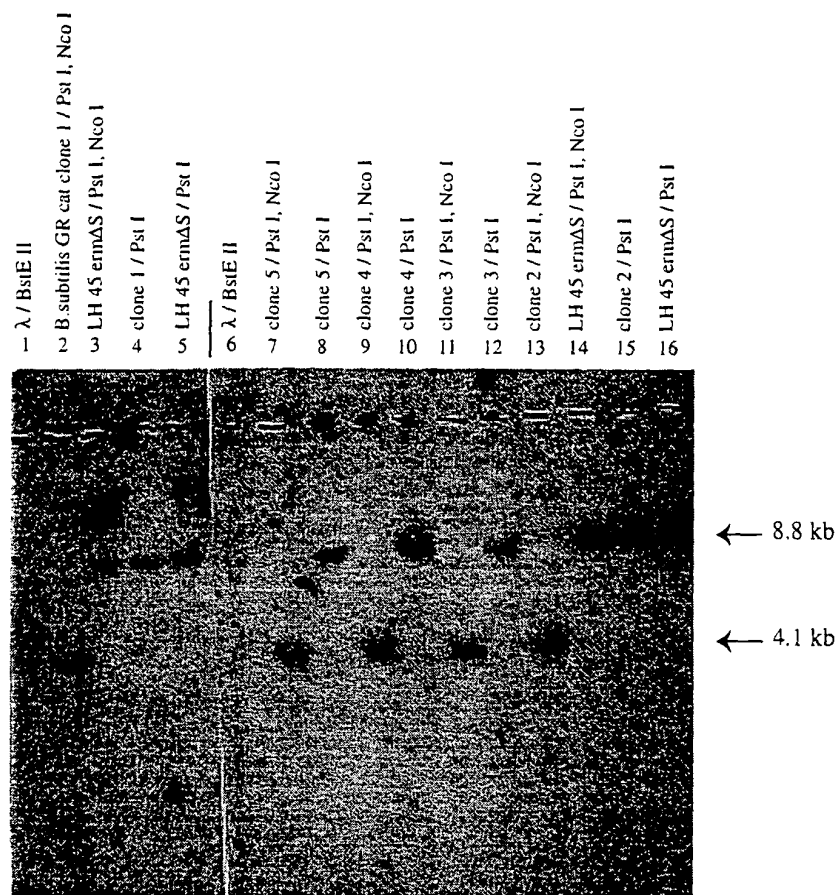 λ / BstE II
B.subtilis GR cat clone 1 / Pst I, Nco I
LH 45 ermΔS / Pst I, Nco I
clone 1 / Pst I
LH 45 ermΔS / Pst I
λ / BstE II
clone 5 / Pst I, Nco I
clone 5 / Pst I
clone 4 / Pst I, Nco I
clone 4 / Pst I
clone 3 / Pst I, Nco I
clone 3 / Pst I
clone 2 / Pst I, Nco I
LH 45 ermΔS / Pst I, Nco I
clone 2 / Pst I
LH 45 ermΔS / Pst I
1 2 3 4 5 6 7 8 9 10 11 12 13 14 15 16
8.8 kb
4.1 kb